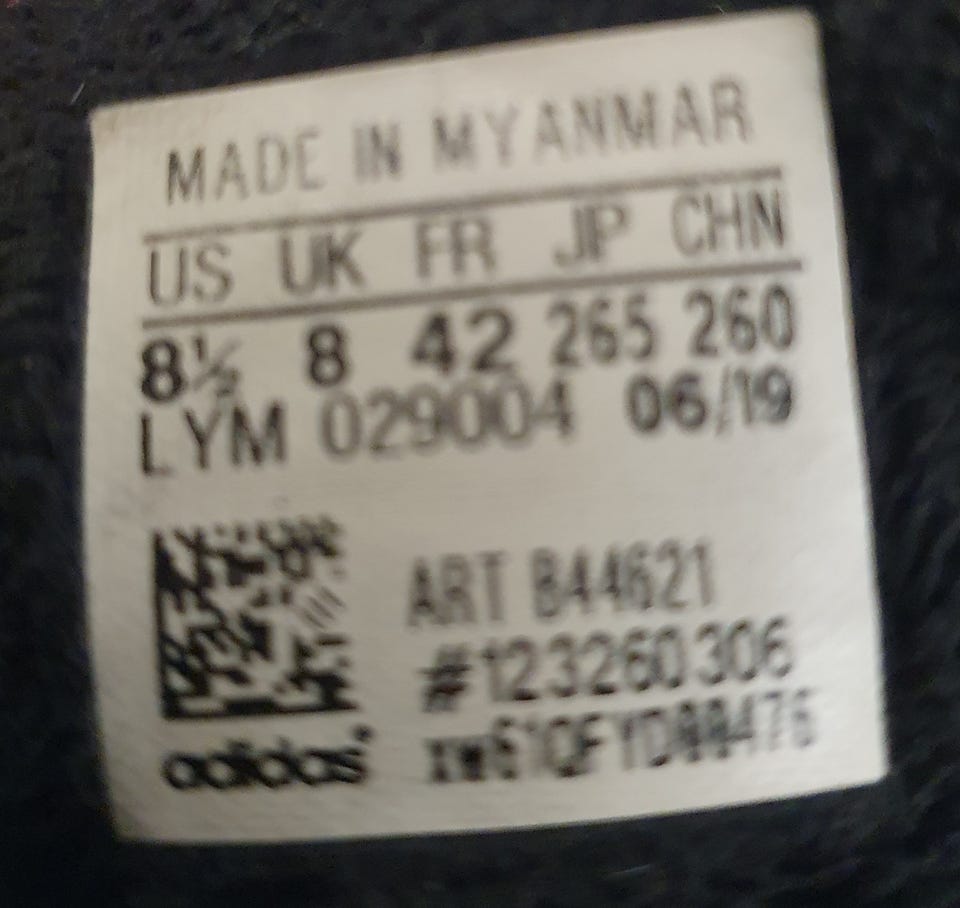 MADE IN MYANMAR
US UK FR JP CHN
8½ 8 42 265 260
LYM 029004 06/19
ART B44621
#123260306
adidas